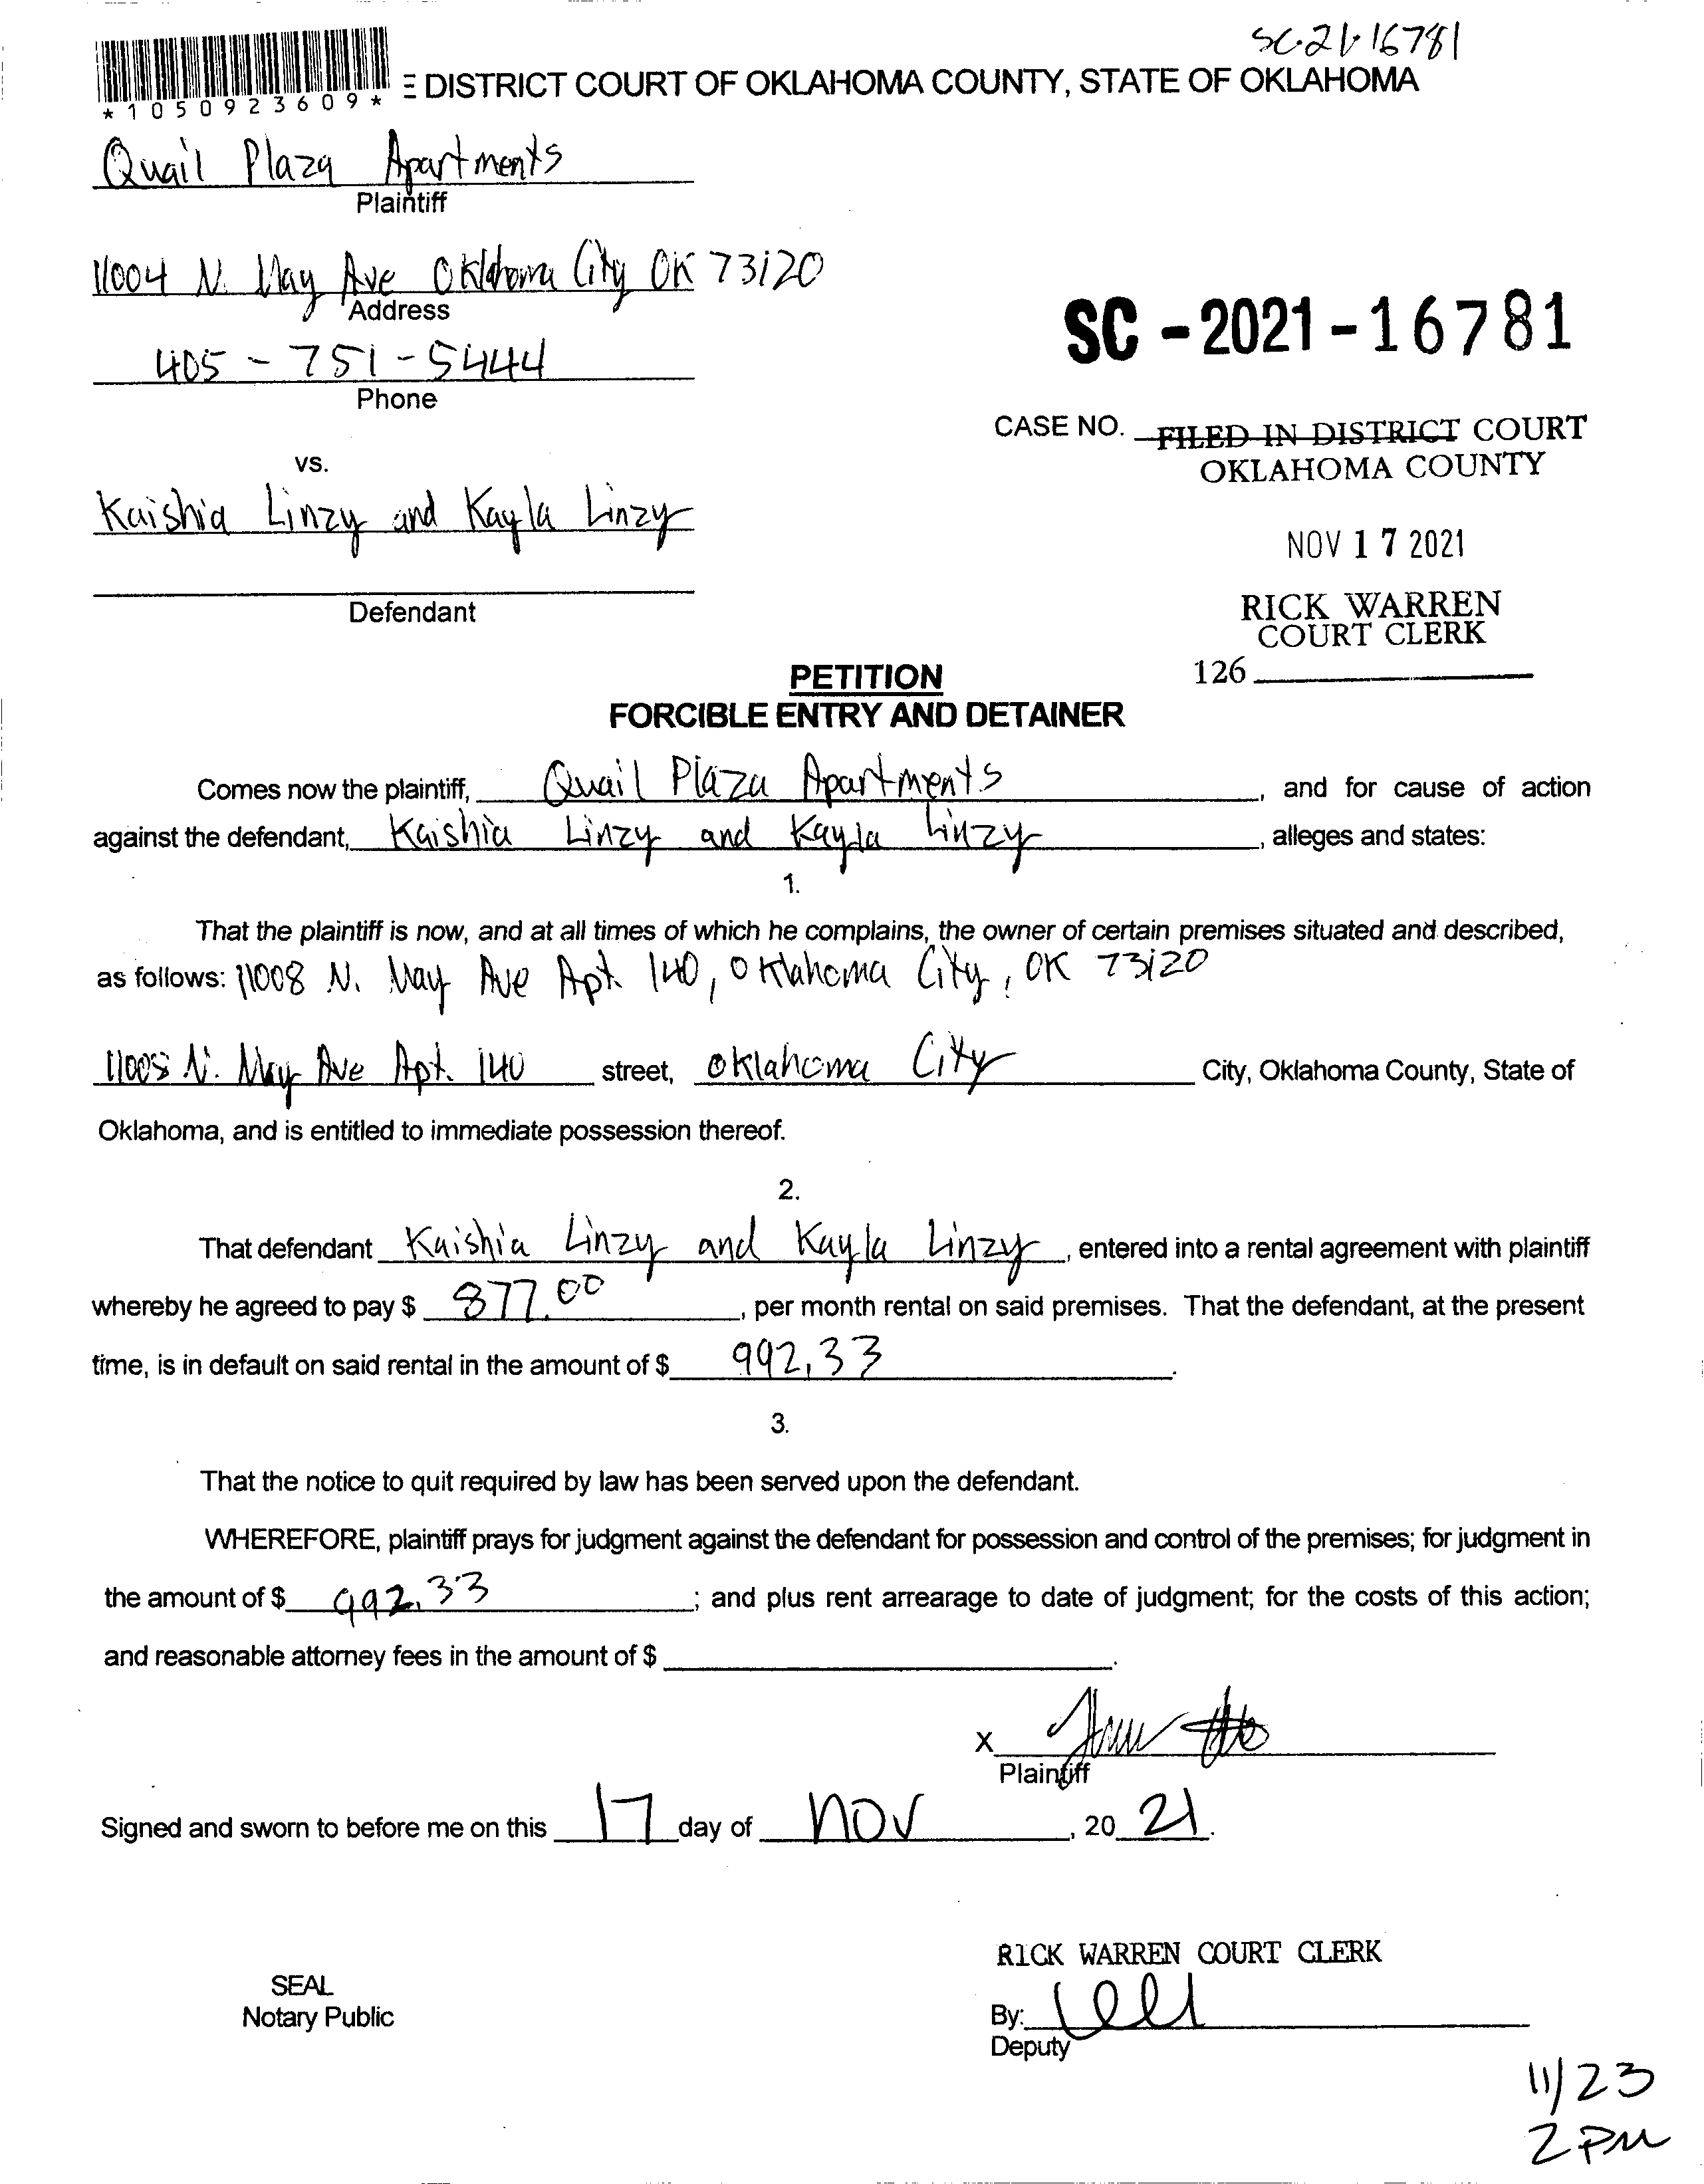 SC-21-16781
*1050923609*
E DISTRICT COURT OF OKLAHOMA COUNTY, STATE OF OKLAHOMA
Quail Plaza Apartments
Plaintiff
11004 N. May Ave Oklahoma City OK 73120
Address
405-751-5444
Phone
SC-2021-16781
CASE NO.
FILED IN DISTRICT COURT
OKLAHOMA COUNTY
vs.
Kaishia Linzy and Kayla Linzy
Defendant
NOV 17 2021
RICK WARREN
COURT CLERK
126
PETITION
FORCIBLE ENTRY AND DETAINER
Comes now the plaintiff, Quail Plaza Apartments, and for cause of action
against the defendant, Kaishia Linzy and Kayla Linzy, alleges and states:
1.
That the plaintiff is now, and at all times of which he complains, the owner of certain premises situated and described,
as follows: 11008 N. May Ave Apt. 140, Oklahoma City, OK 73120
11008 N. May Ave Apt. 140 street, Oklahoma City City, Oklahoma County, State of
Oklahoma, and is entitled to immediate possession thereof.
2.
That defendant Kaishia Linzy and Kayla Linzy, entered into a rental agreement with plaintiff
whereby he agreed to pay $ 877.00, per month rental on said premises. That the defendant, at the present
time, is in default on said rental in the amount of $ 992.33.
3.
That the notice to quit required by law has been served upon the defendant.
WHEREFORE, plaintiff prays for judgment against the defendant for possession and control of the premises; for judgment in
the amount of $ 992.33; and plus rent arrearage to date of judgment; for the costs of this action;
and reasonable attorney fees in the amount of $ .
X
Plaintiff
Signed and sworn to before me on this 17 day of nov, 20 21.
RICK WARREN COURT CLERK
SEAL
Notary Public
By:
Deputy
11/23
2 PM